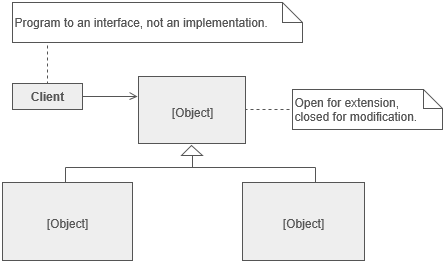 Program to an interface, not an implementation.
Client
[Object]
Open for extension,
closed for modification.
[Object]
[Object]